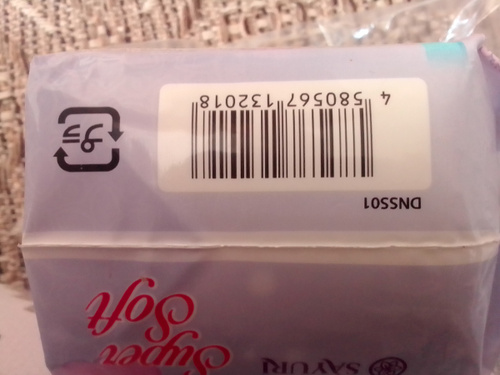 SAYURI
Super
Soft
DNSS01
4 580567 132018
プラ